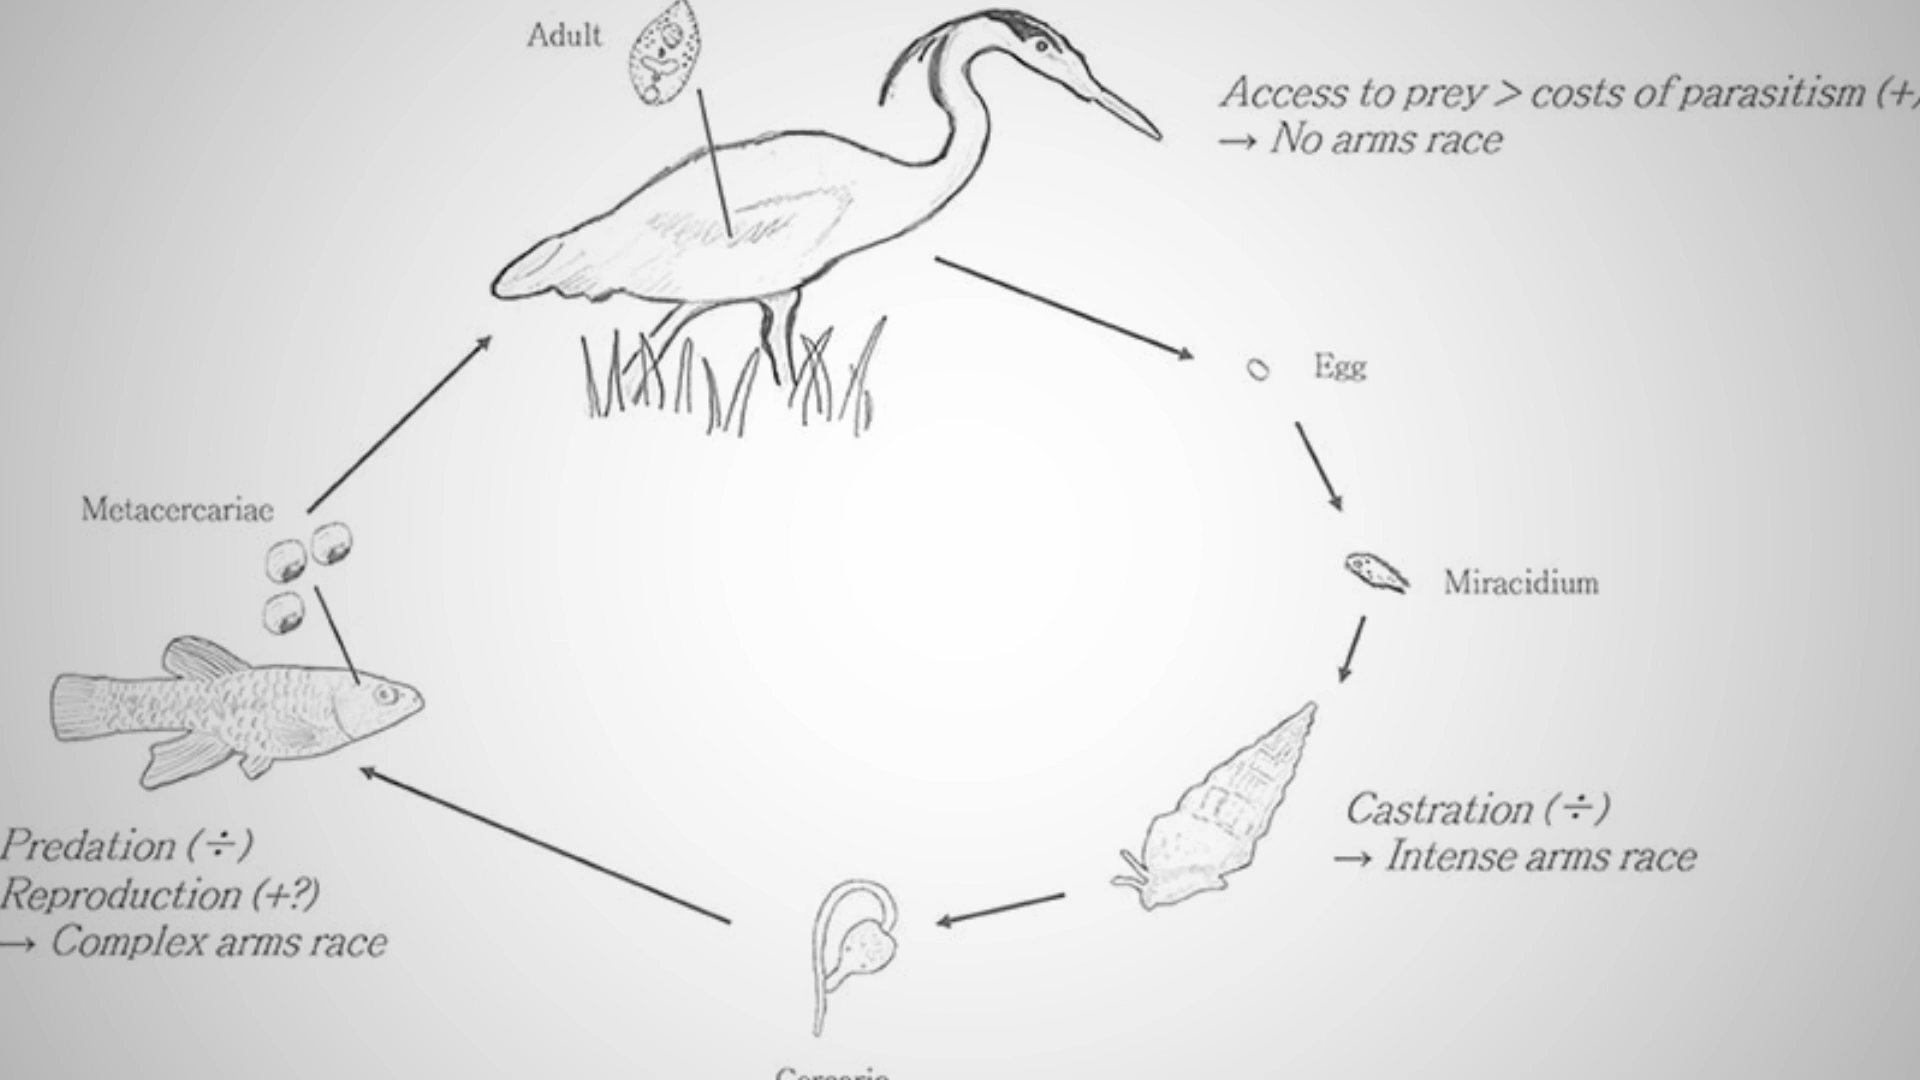 Adult
Access to prey > costs of parasitism (+)
→ No arms race
Egg
Metacercariae
Miracidium
Castration (÷)
→ Intense arms race
Predation (÷)
Reproduction (+?)
→ Complex arms race